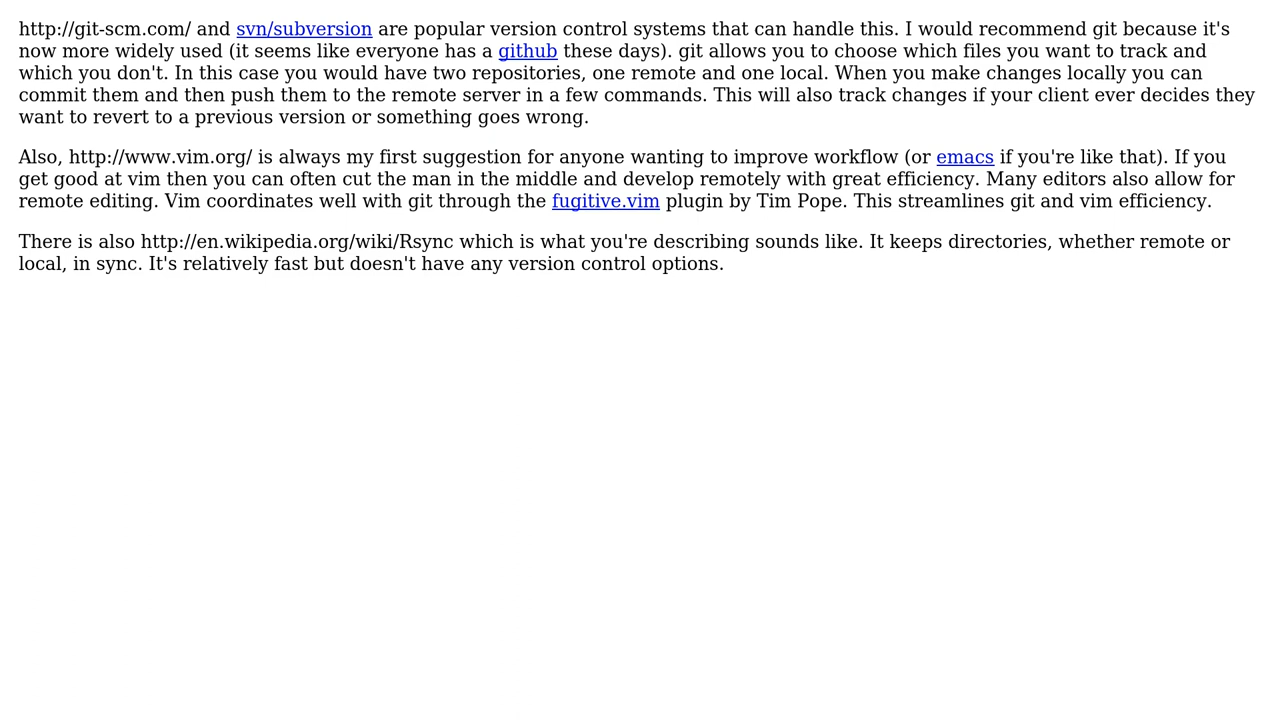 http://git-scm.com/ and svn/subversion are popular version control systems that can handle this. I would recommend git because it's
now more widely used (it seems like everyone has a github these days). git allows you to choose which files you want to track and
which you don't. In this case you would have two repositories, one remote and one local. When you make changes locally you can
commit them and then push them to the remote server in a few commands. This will also track changes if your client ever decides they
want to revert to a previous version or something goes wrong.
Also, http://www.vim.org/ is always my first suggestion for anyone wanting to improve workflow (or emacs if you're like that). If you
get good at vim then you can often cut the man in the middle and develop remotely with great efficiency. Many editors also allow for
remote editing. Vim coordinates well with git through the fugitive.vim plugin by Tim Pope. This streamlines git and vim efficiency.
There is also http://en.wikipedia.org/wiki/Rsync which is what you're describing sounds like. It keeps directories, whether remote or
local, in sync. It's relatively fast but doesn't have any version control options.